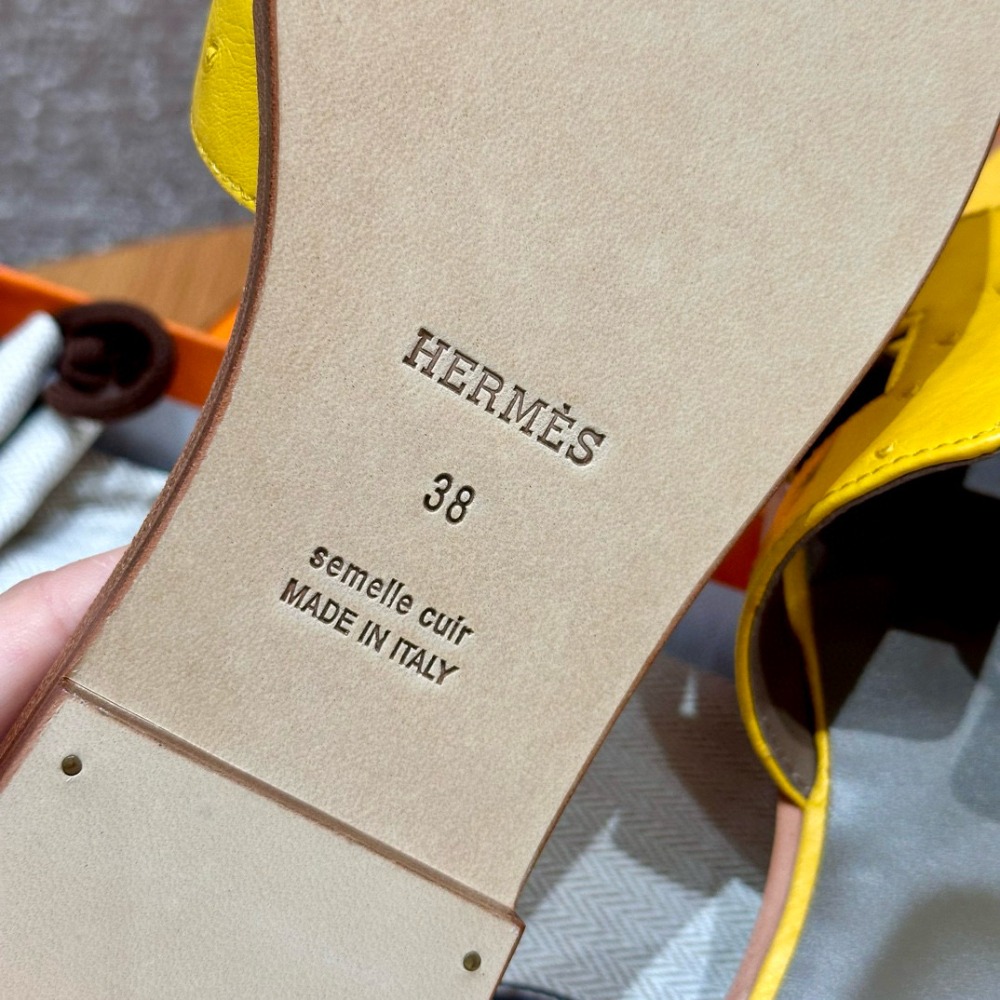 HERMÈS
38
semelle cuir
MADE IN ITALY